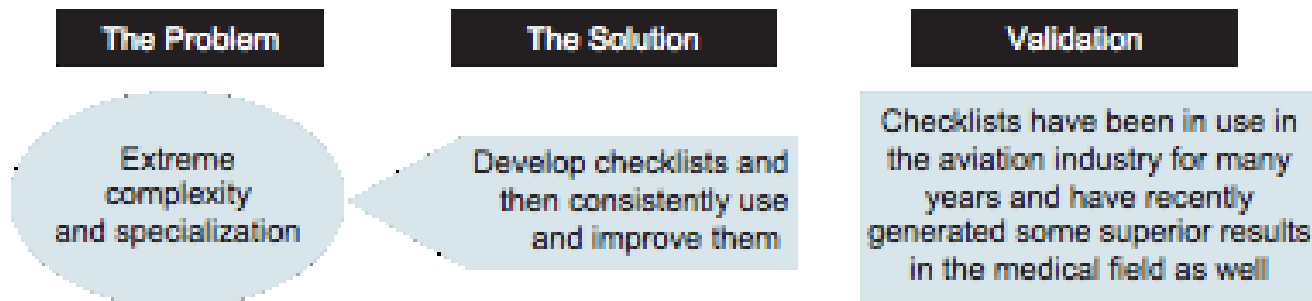 The Problem
The Solution
Validation
Extreme
complexity
and specialization
Develop checklists and
then consistently use
and improve them
Checklists have been in use in
the aviation industry for many
years and have recently
generated some superior results
in the medical field as well